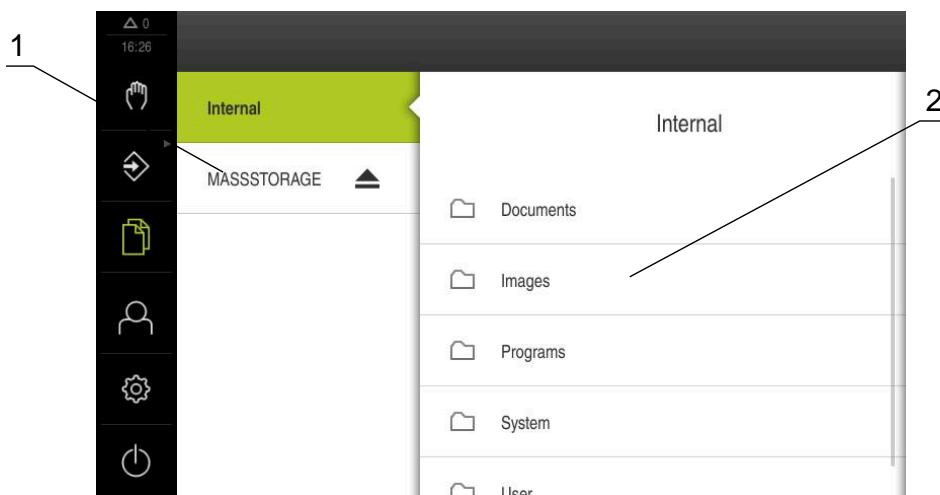 0
16:26
1
2
Internal
MASSSTORAGE
Internal
Documents
Images
Programs
System
User